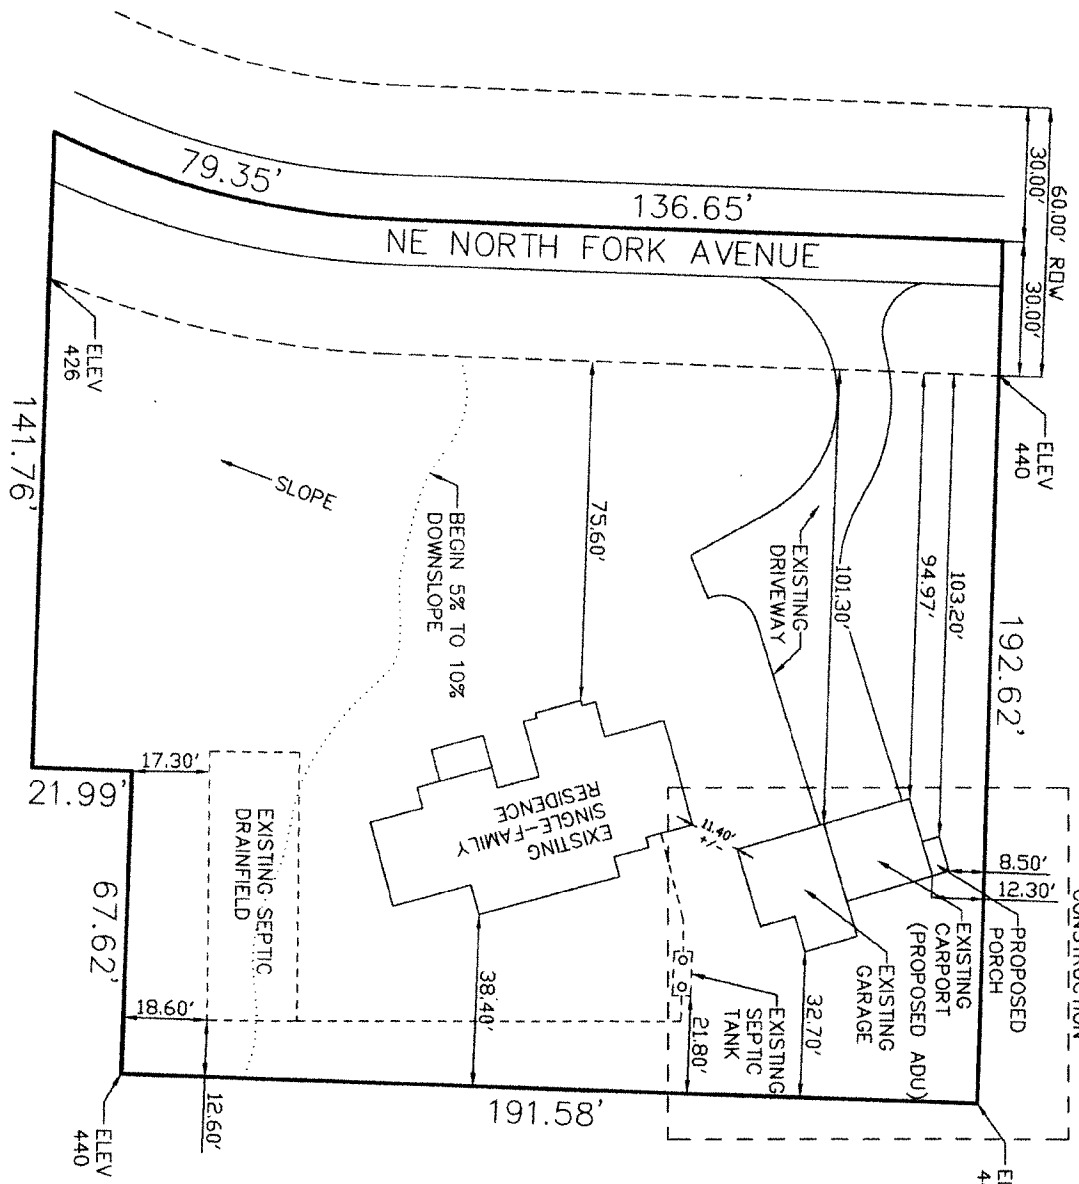 60.00' ROW
30.00'
30.00'
79.35'
136.65'
NE NORTH FORK AVENUE
ELEV
426
ELEV
440
141.76'
SLOPE
BEGIN 5% TO 10%
DOWNSLOPE
75.60'
EXISTING
DRIVEWAY
101.30'
94.97'
103.20'
192.62'
17.30'
21.99'
EXISTING SEPTIC
DRAINFIELD
EXISTING
SINGLE-FAMILY
RESIDENCE
11.40'
+/-
8.50'
12.30'
PROPOSED
PORCH
EXISTING
CARPORT
(PROPOSED ADU)
EXISTING
GARAGE
EXISTING
SEPTIC
TANK
32.70'
21.80'
38.40'
67.62'
18.60'
12.60'
191.58'
ELEV
440